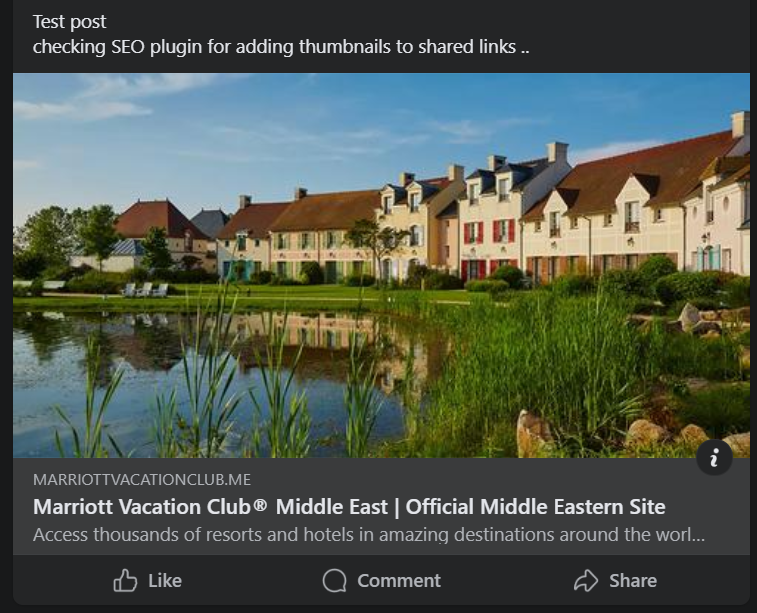 Test post
checking SEO plugin for adding thumbnails to shared links ..
i
MARRIOTTVACATIONCLUB.ME
Marriott Vacation Club® Middle East | Official Middle Eastern Site
Access thousands of resorts and hotels in amazing destinations around the worl...
Like
Comment
Share